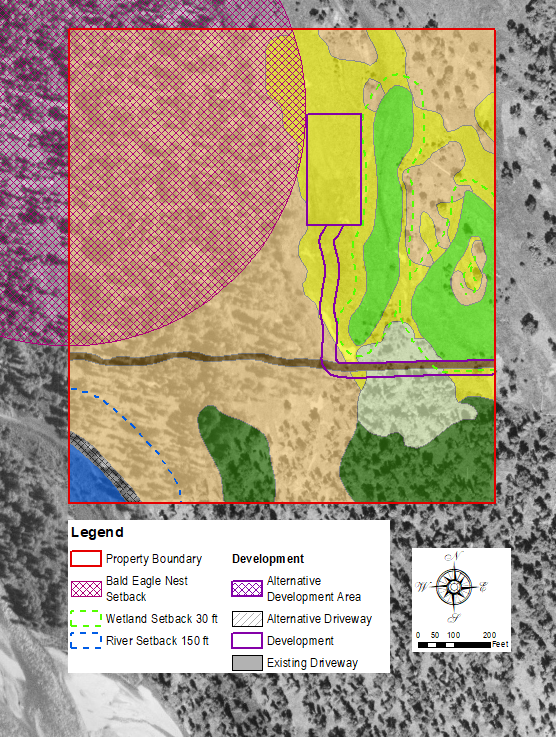 Legend
Property Boundary
Bald Eagle Nest
Setback
Wetland Setback 30 ft
River Setback 150 ft
Development
Alternative
Development Area
Alternative Driveway
Development
Existing Driveway
N
W E
S
0 50 100 200
Feet